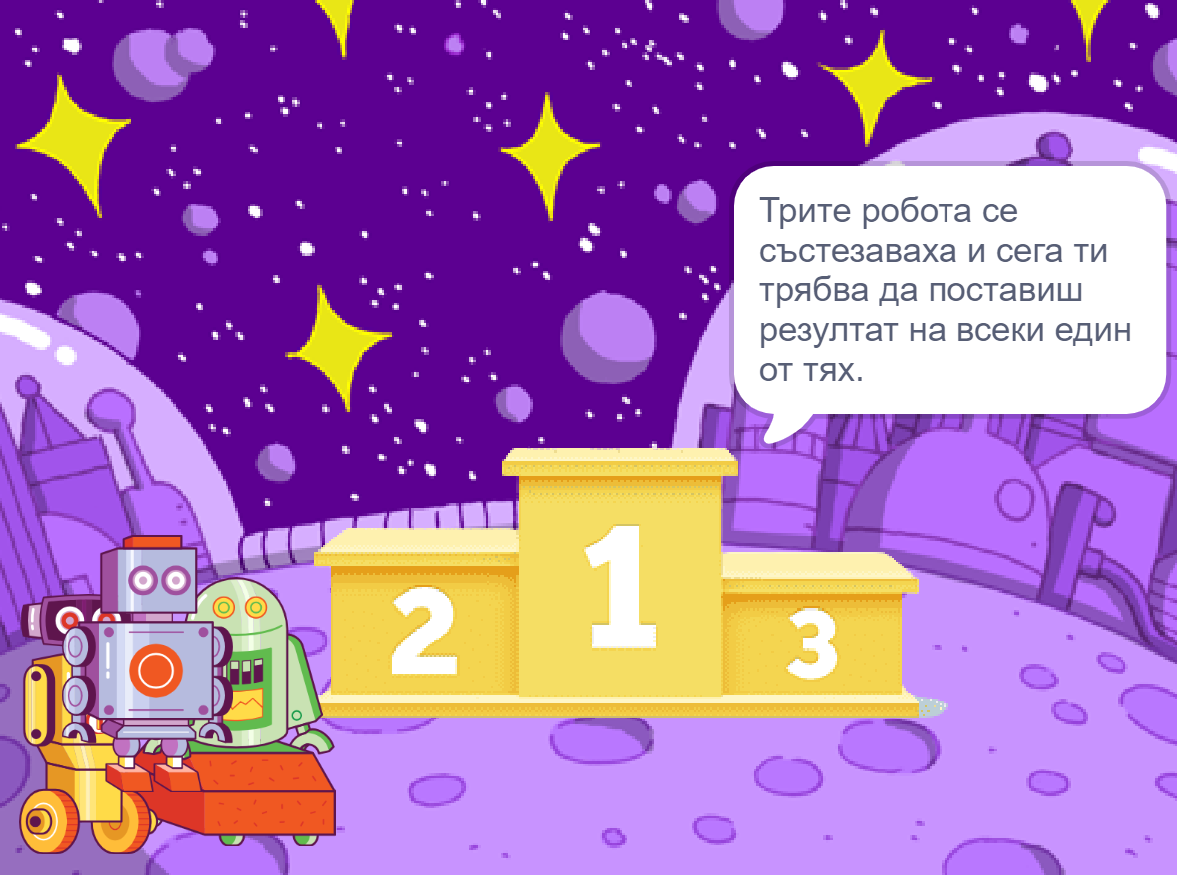 Трите робота се
състезаваха и сега ти
трябва да поставиш
резултат на всеки един
от тях.
1
2
3